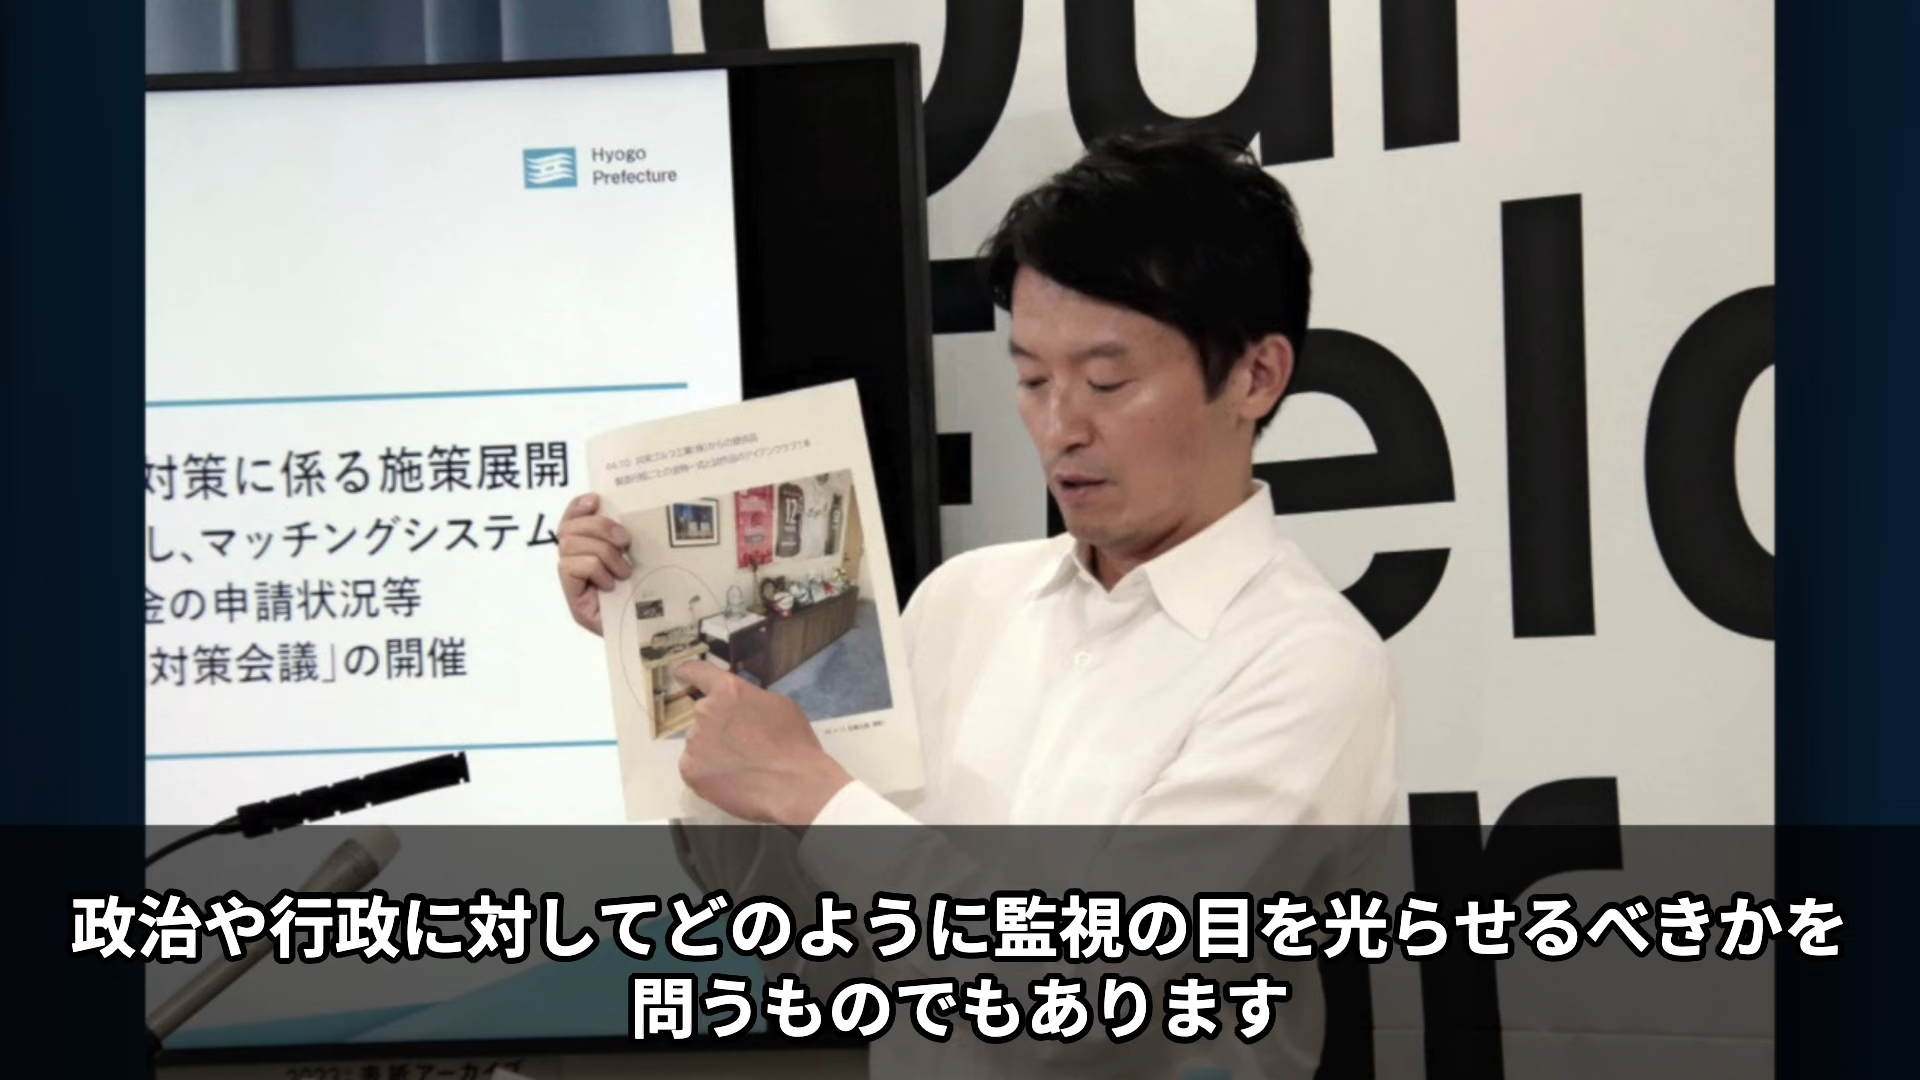 Our
Field
Hyogo
Prefecture
対策に係る施策展開
し、マッチングシステム
金の申請状況等
対策会議」の開催
政治や行政に対してどのように監視の目を光らせるべきかを
問うものでもあります